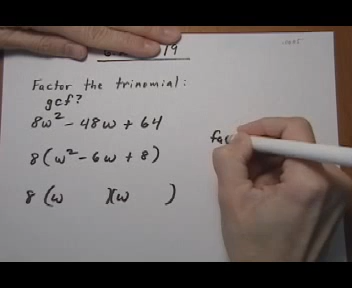 Factor the trinomial:
gcf?
8w² - 48w + 64
8(w² - 6w + 8)
8 (w )(w )